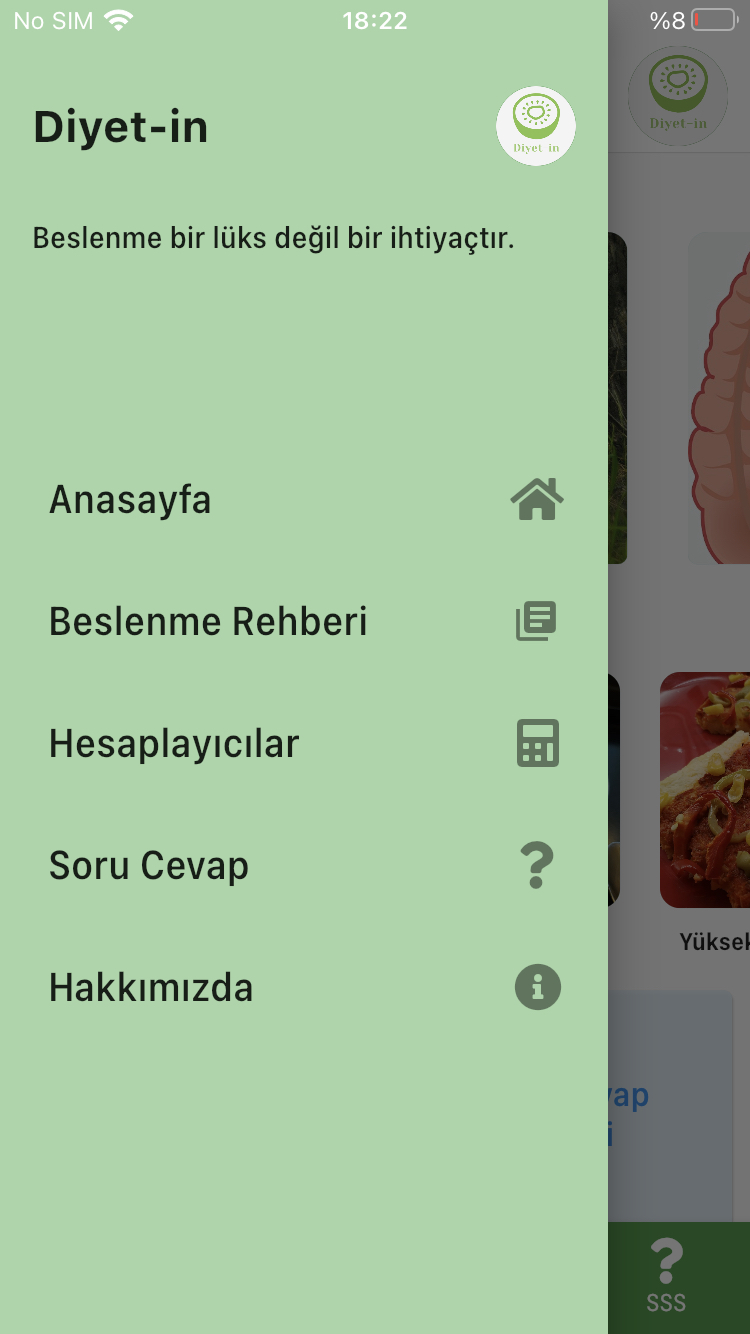 No SIM 18:22 %8
Diyet-in
Diyet-in
Diyet-in
Beslenme bir lüks değil bir ihtiyaçtır.
Anasayfa
Beslenme Rehberi
Hesaplayıcılar
Soru Cevap
Yüksek
Hakkımızda
SSS